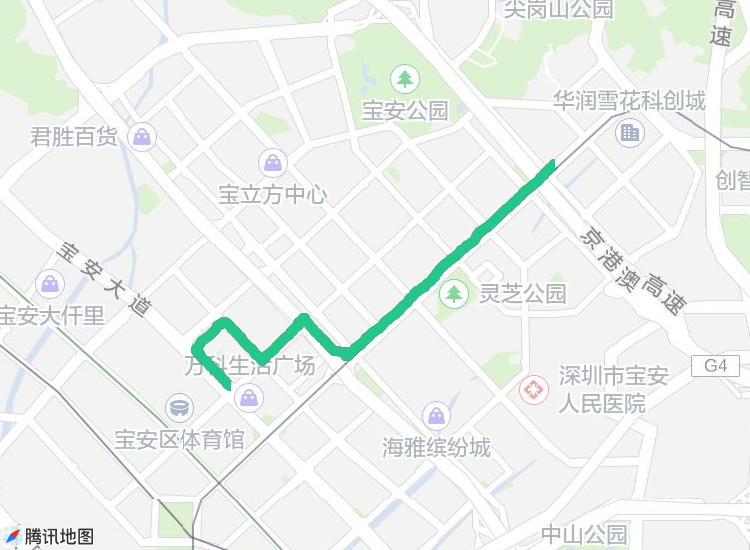 尖岗山公园
高速
华润雪花科创城
宝安公园
君胜百货
宝立方中心
创智
宝安大道
京港澳高速
灵芝公园
宝安大仟里
万科生活广场
G4
深圳市宝安
人民医院
宝安区体育馆
海雅缤纷城
中山公园
腾讯地图